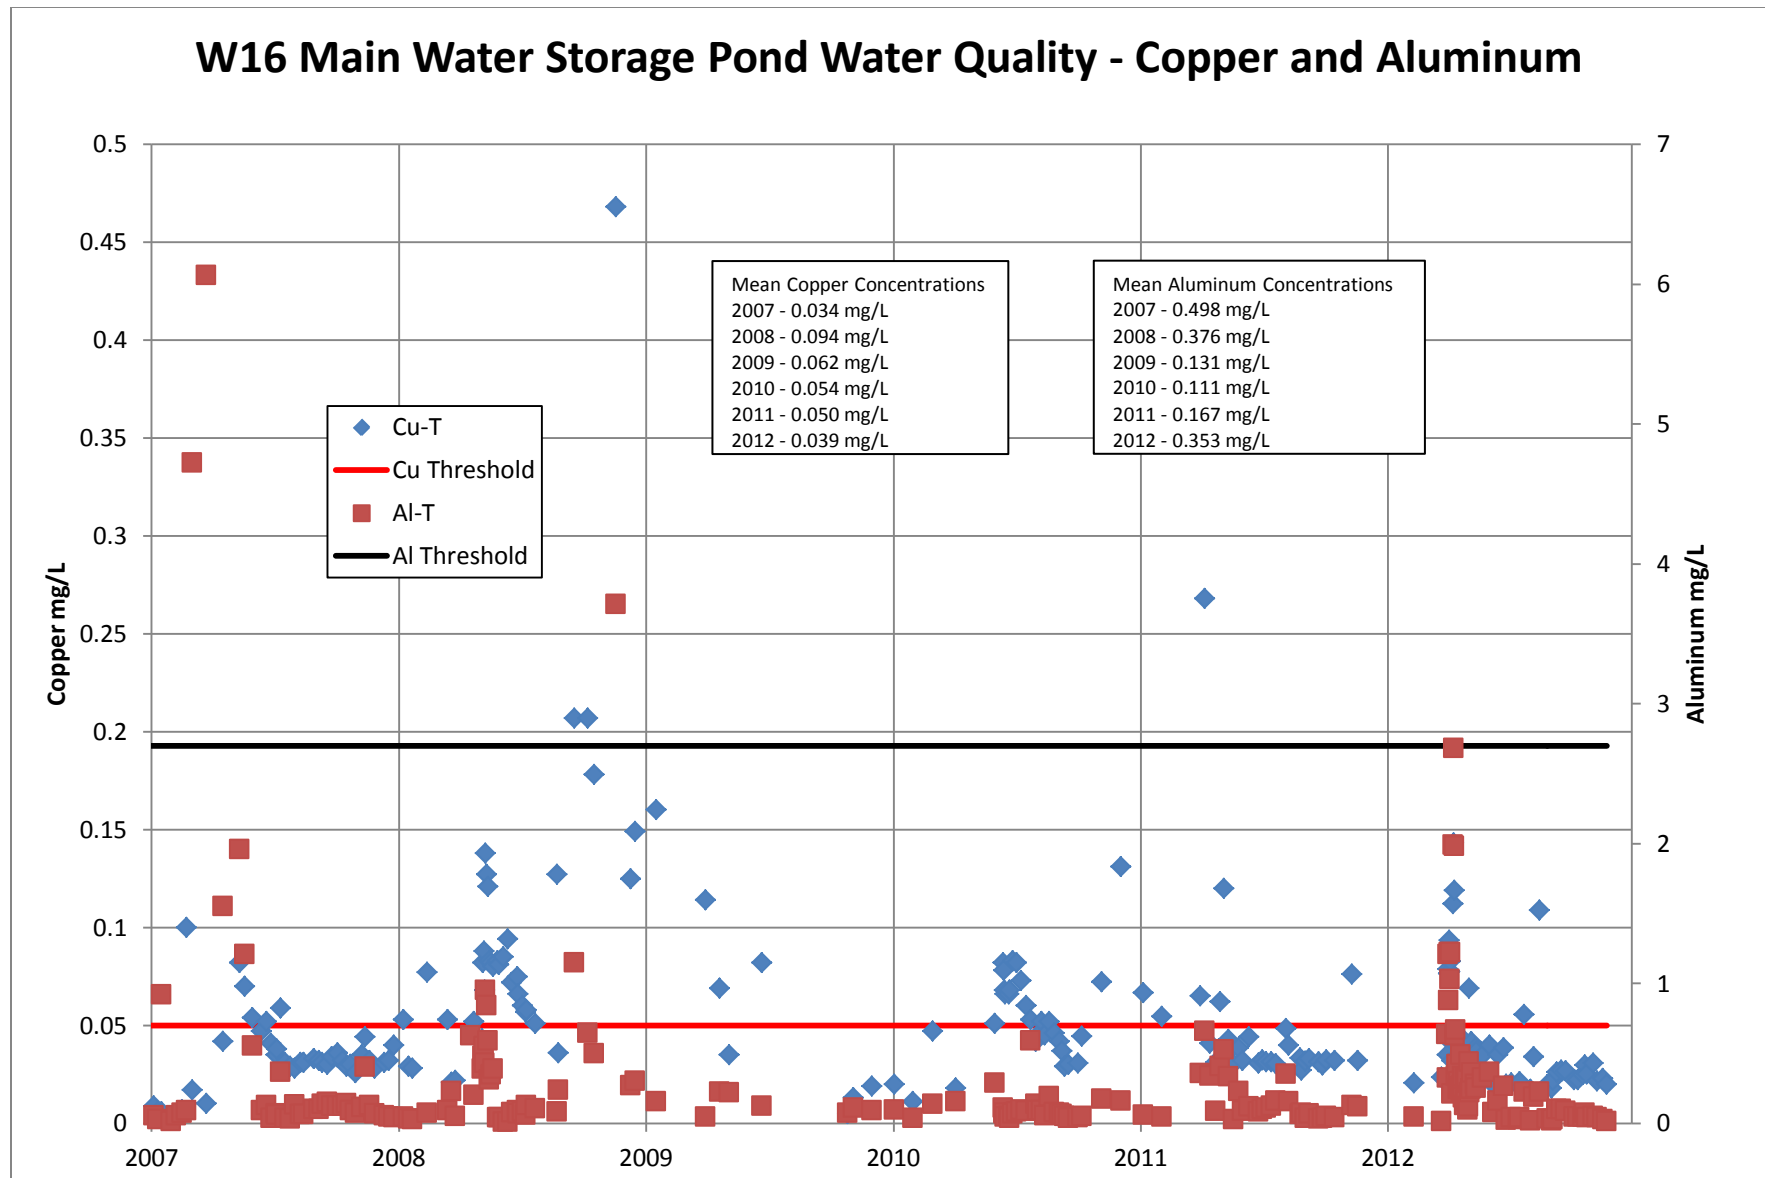 W16 Main Water Storage Pond Water Quality - Copper and Aluminum
0.5
0.45
0.4
0.35
0.3
0.25
0.2
0.15
0.1
0.05
0
Copper mg/L
7
6
5
4
3
2
1
0
Aluminum mg/L
Mean Copper Concentrations
2007 - 0.034 mg/L
2008 - 0.094 mg/L
2009 - 0.062 mg/L
2010 - 0.054 mg/L
2011 - 0.050 mg/L
2012 - 0.039 mg/L
Mean Aluminum Concentrations
2007 - 0.498 mg/L
2008 - 0.376 mg/L
2009 - 0.131 mg/L
2010 - 0.111 mg/L
2011 - 0.167 mg/L
2012 - 0.353 mg/L
Cu-T
Cu Threshold
Al-T
Al Threshold
2007 2008 2009 2010 2011 2012